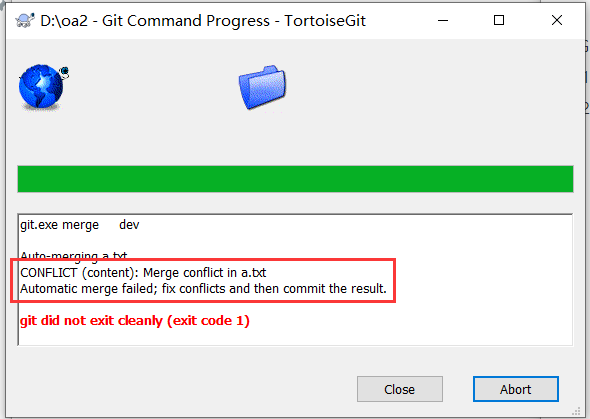 D:\oa2 - Git Command Progress - TortoiseGit
git.exe merge dev
Auto-merging a.txt
CONFLICT (content): Merge conflict in a.txt
Automatic merge failed; fix conflicts and then commit the result.
git did not exit cleanly (exit code 1)
Close
Abort